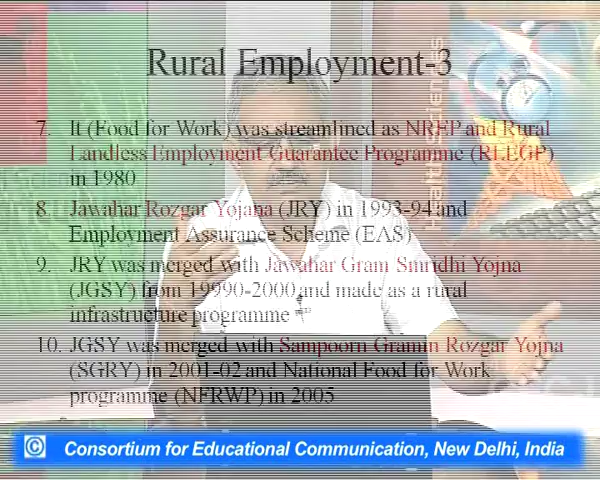 Rural Employment-3
7. It (Food for Work) was streamlined as NREP and Rural
Landless Employment Guarantee Programme (RLEGP)
in 1980
8. Jawahar Rozgar Yojana (JRY) in 1993-94 and
Employment Assurance Scheme (EAS)
9. JRY was merged with Jawahar Gram Smridhi Yojna
(JGSY) from 19990-2000 and made as a rural
infrastructure programme
10. JGSY was merged with Sampoorn Gramin Rozgar Yojna
(SGRY) in 2001-02 and National Food for Work
programme (NFRWP) in 2005
Health Sciences
© Consortium for Educational Communication, New Delhi, India